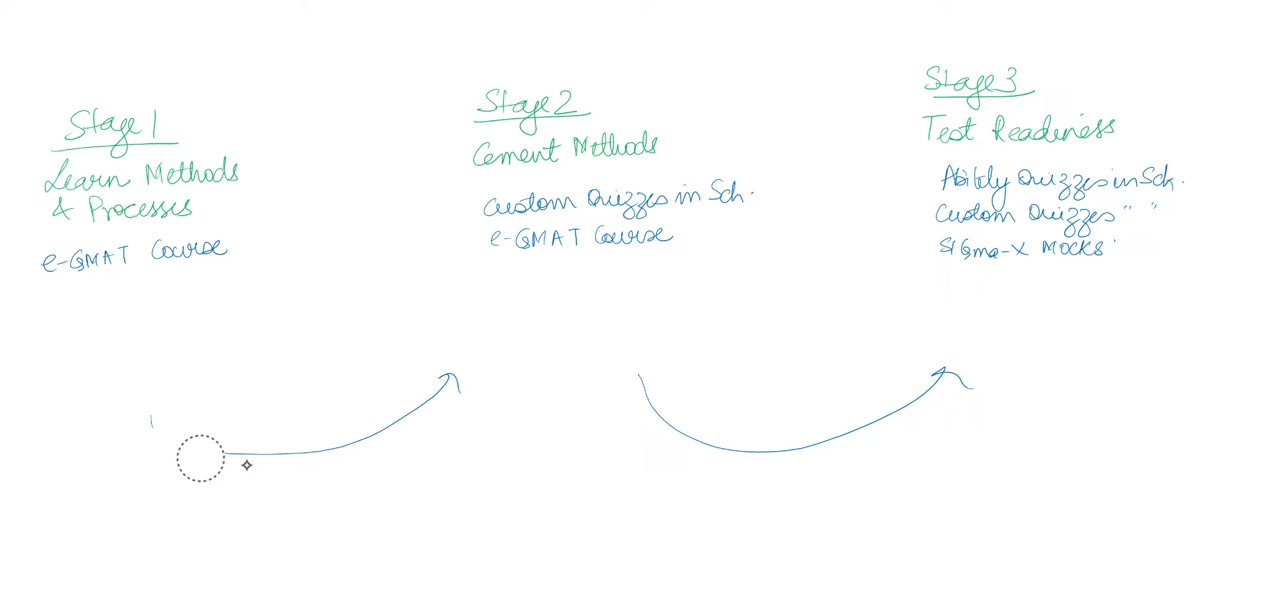 Stage 1
Learn Methods
& Processes
e-GMAT Course
Stage 2
Cement Methods
Custom Quizzes in Sch.
e-GMAT Course
Stage 3
Test Readiness
Ability Quizzes in Sch.
Custom Quizzes " "
SIGma-X MOCKS